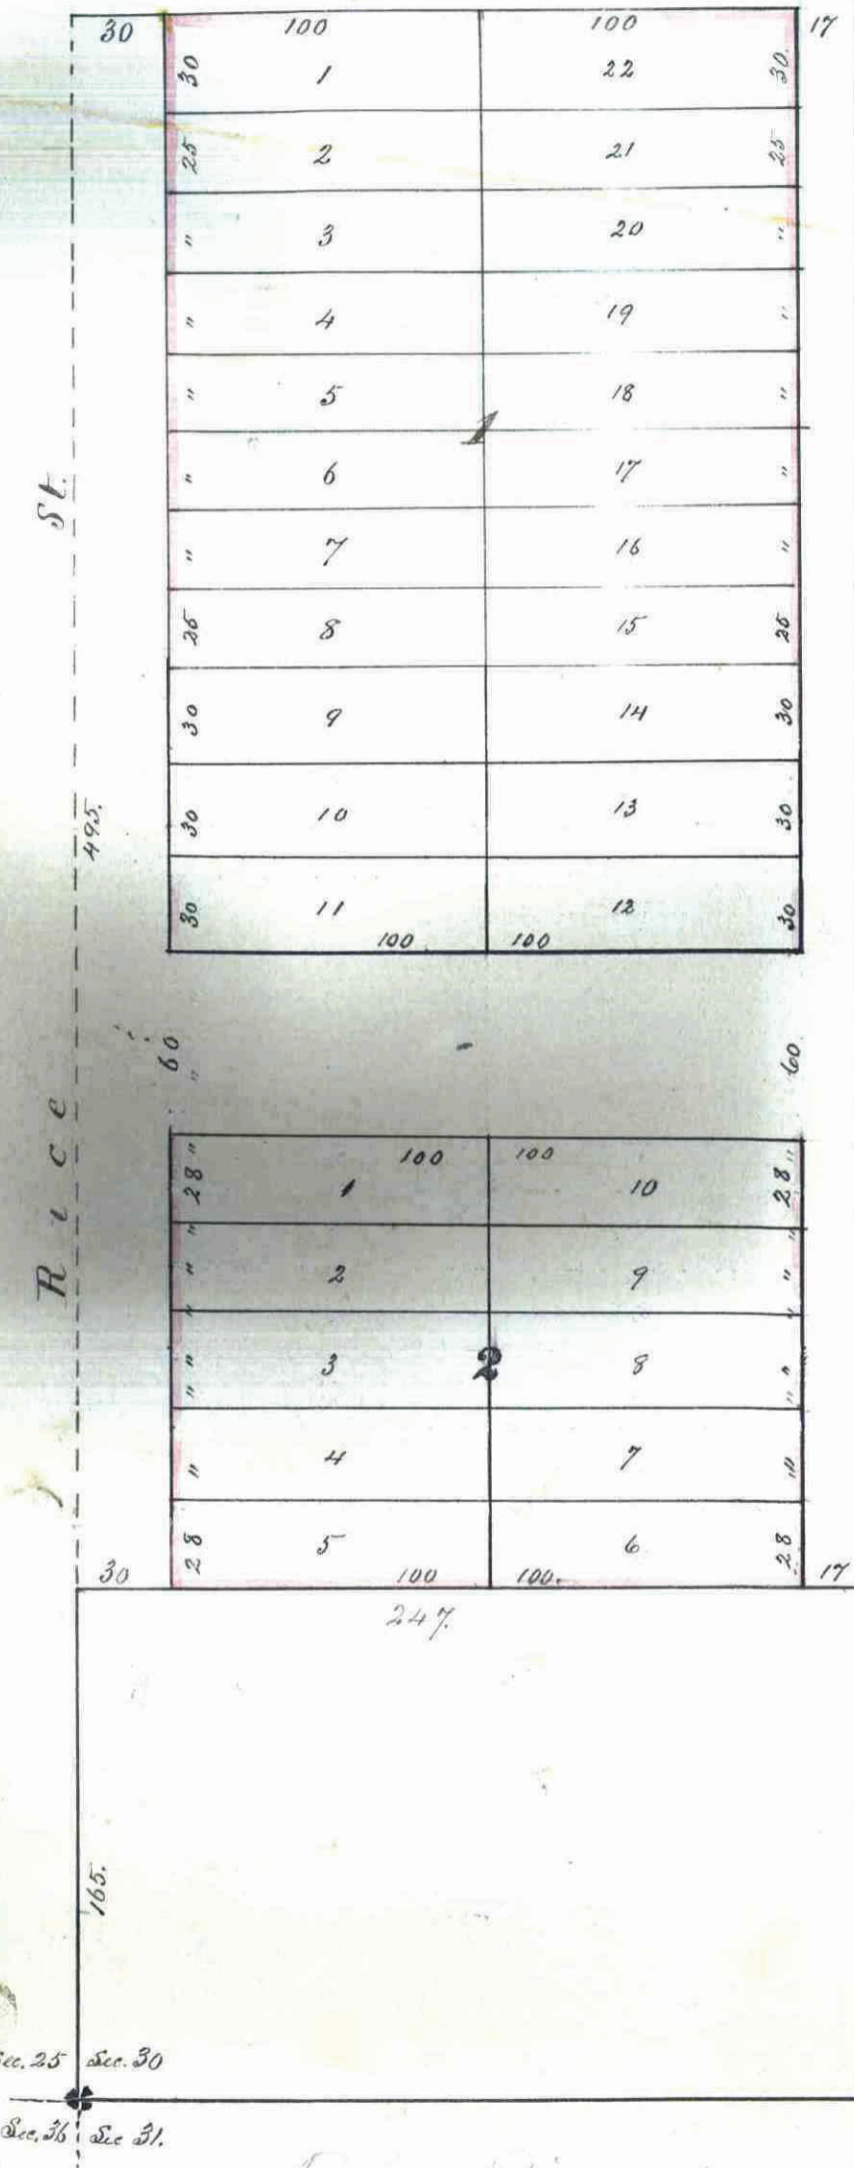 30 100 100 17
30 1 22 30.
25 2 21 25
" 3 20 "
" 4 19 "
" 5 18 "
1
" 6 17 "
St.
" 7 16 "
25 8 15 25
30 9 14 30
495.
30 10 13 30
30 11 12 30
100 100
60 60
Rice
100 100
28 " 1 10 28 "
" " 2 9 " "
" " " 3 2 8 " " "
" 4 7 "
28 5 6 28
30 100 100. 17
247.
165.
Sec. 30
Sec. 36 Sec 31.